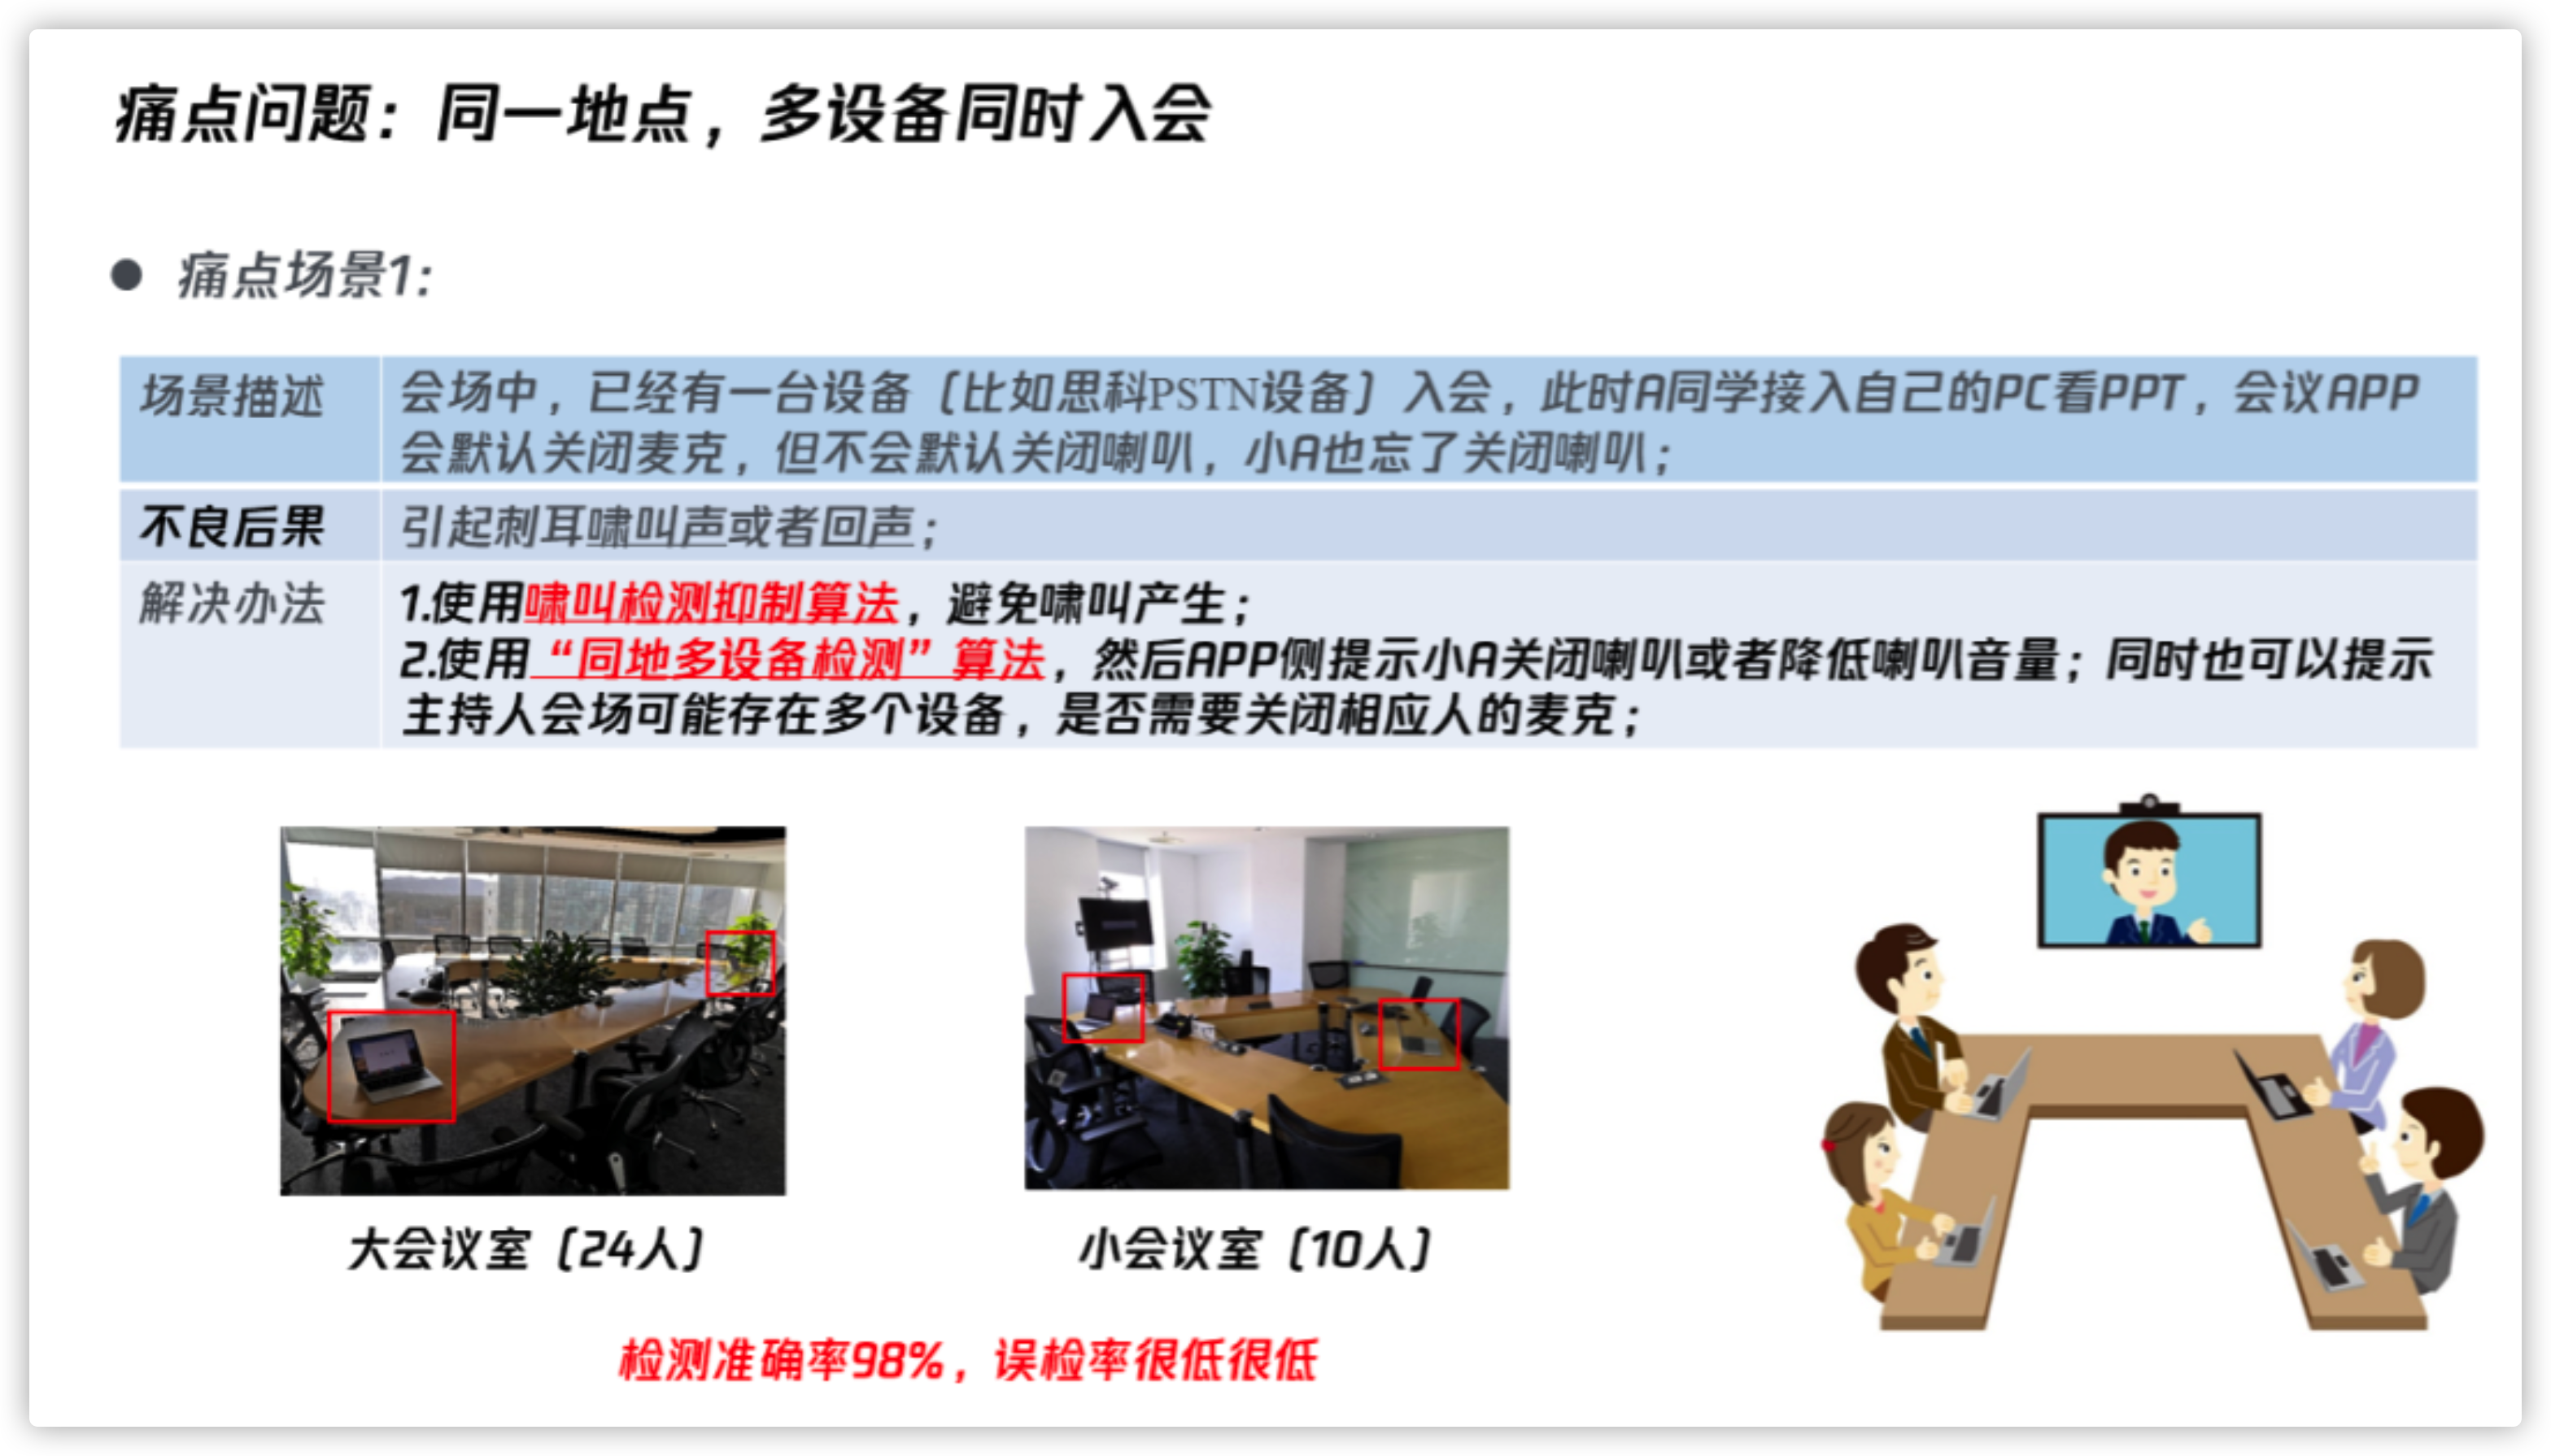 痛点问题：同一地点，多设备同时入会
痛点场景1：
场景描述
会场中，已经有一台设备（比如思科PSTN设备）入会，此时A同学接入自己的PC看PPT，会议APP
会默认关闭麦克，但不会默认关闭喇叭，小A也忘了关闭喇叭；
不良后果
引起刺耳啸叫声或者回声；
解决办法
1.使用啸叫检测抑制算法，避免啸叫产生；
2.使用“同地多设备检测”算法，然后APP侧提示小A关闭喇叭或者降低喇叭音量；同时也可以提示
主持人会场可能存在多个设备，是否需要关闭相应人的麦克；
大会议室（24人）
小会议室（10人）
检测准确率98%，误检率很低很低